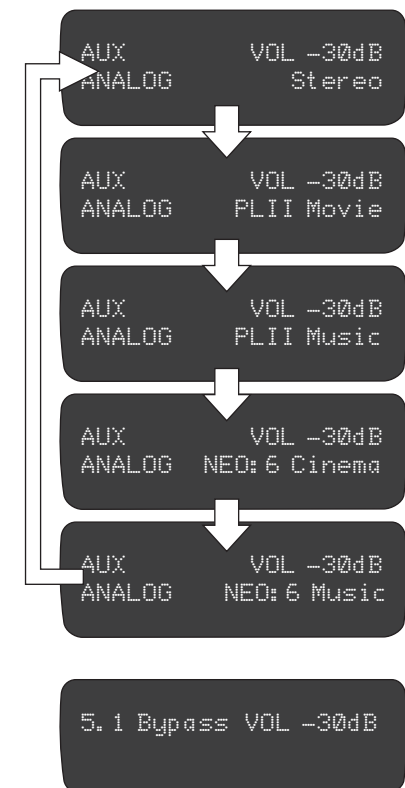 AUX VOL -30dB
ANALOG Stereo
AUX VOL -30dB
ANALOG PLII Movie
AUX VOL -30dB
ANALOG PLII Music
AUX VOL -30dB
ANALOG NEO:6 Cinema
AUX VOL -30dB
ANALOG NEO:6 Music
5.1 Bypass VOL -30dB